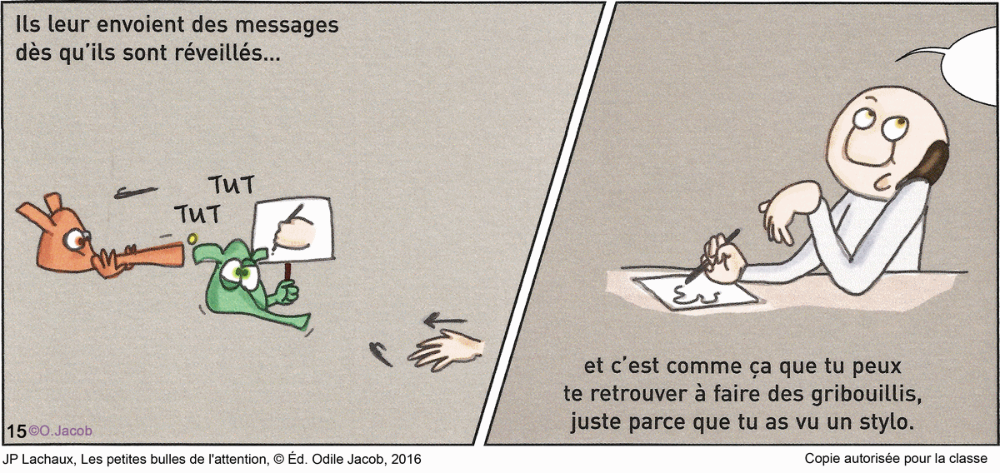 Ils leur envoient des messages
dès qu'ils sont réveillés...
TUT
TUT
et c'est comme ça que tu peux
te retrouver à faire des gribouillis,
juste parce que tu as vu un stylo.
15 ©O.Jacob
JP Lachaux, Les petites bulles de l'attention, © Éd. Odile Jacob, 2016
Copie autorisée pour la classe